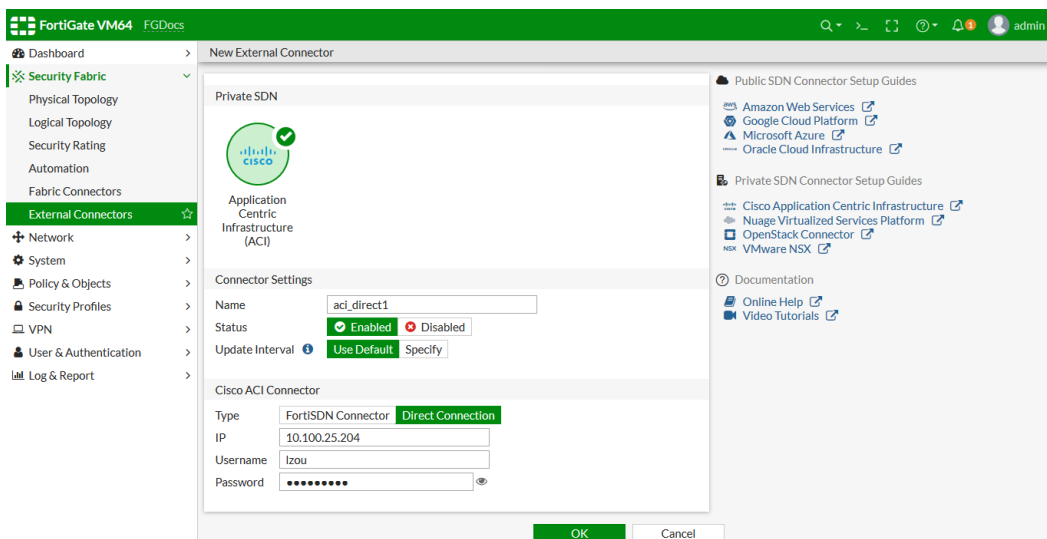 FortiGate VM64 FGDocs
admin
1
Dashboard
Security Fabric
Physical Topology
Logical Topology
Security Rating
Automation
Fabric Connectors
External Connectors
Network
System
Policy & Objects
Security Profiles
VPN
User & Authentication
Log & Report
New External Connector
Private SDN
CISCO
Application
Centric
Infrastructure
(ACI)
Connector Settings
Name aci_direct1
Status Enabled Disabled
Update Interval Use Default Specify
Cisco ACI Connector
Type FortiSDN Connector Direct Connection
IP 10.100.25.204
Username lzou
Password •••••••••
OK Cancel
Public SDN Connector Setup Guides
aws Amazon Web Services
Google Cloud Platform
Microsoft Azure
Oracle Cloud Infrastructure
Private SDN Connector Setup Guides
Cisco Application Centric Infrastructure
Nuage Virtualized Services Platform
OpenStack Connector
NSX VMware NSX
Documentation
Online Help
Video Tutorials